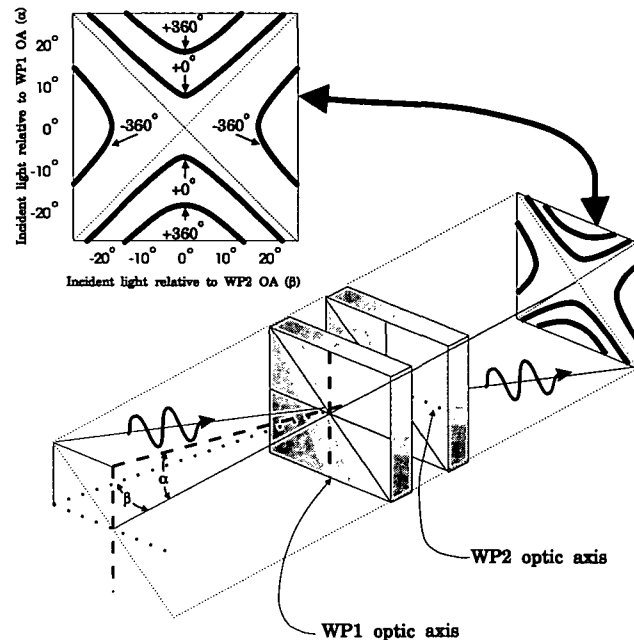 Incident light relative to WP1 OA (α)
20°
10°
0°
-10°
-20°
+360°
+0°
-360°
-360°
+0°
+360°
-20°
-10°
0°
10°
20°
Incident light relative to WP2 OA (β)
α
β
WP2 optic axis
WP1 optic axis